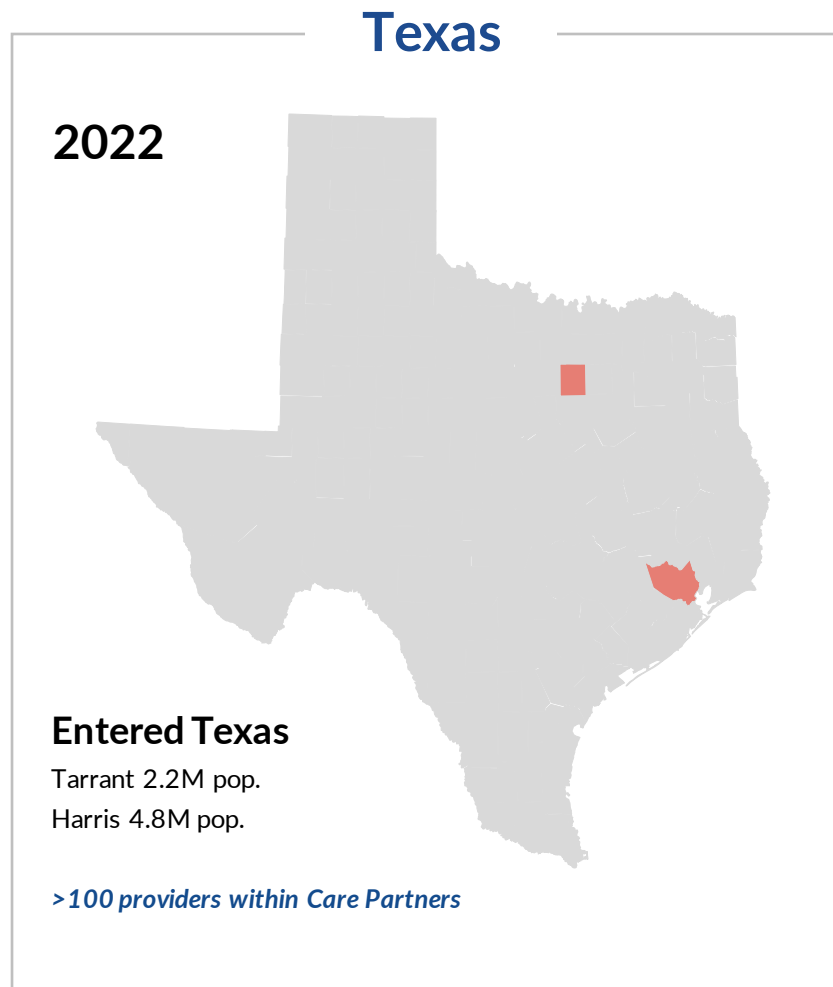 Texas
2022
Entered Texas
Tarrant 2.2M pop.
Harris 4.8M pop.
>100 providers within Care Partners